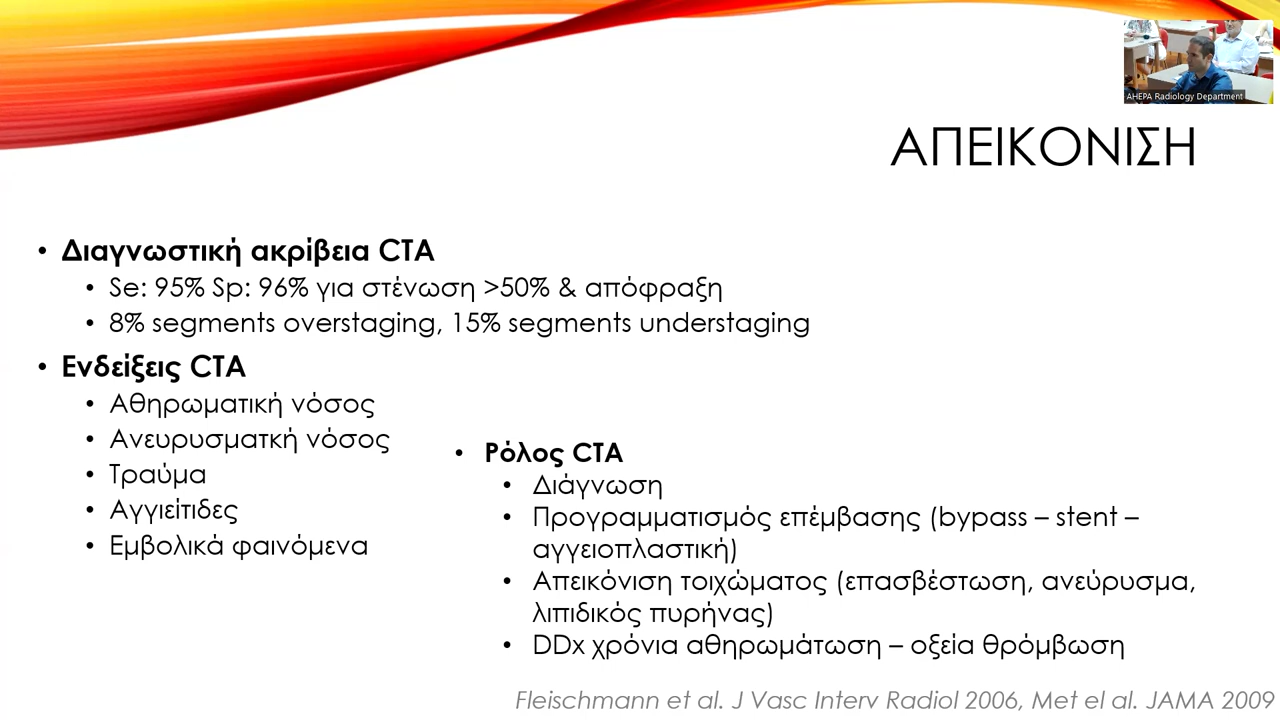 AHEPA Radiology Department
ΑΠΕΙΚΟΝΙΣΗ
• Διαγνωστική ακρίβεια CTA
• Se: 95% Sp: 96% για στένωση >50% & απόφραξη
• 8% segments overstaging, 15% segments understaging
• Ενδείξεις CTA
• Αθηρωματική νόσος
• Ανευρυσματκή νόσος
• Τραύμα
• Αγγιείτιδες
• Εμβολικά φαινόμενα
• Ρόλος CTA
• Διάγνωση
• Προγραμματισμός επέμβασης (bypass – stent –
αγγειοπλαστική)
• Απεικόνιση τοιχώματος (επασβέστωση, ανεύρυσμα,
λιπιδικός πυρήνας)
• DDx χρόνια αθηρωμάτωση – οξεία θρόμβωση
Fleischmann et al. J Vasc Interv Radiol 2006, Met el al. JAMA 2009